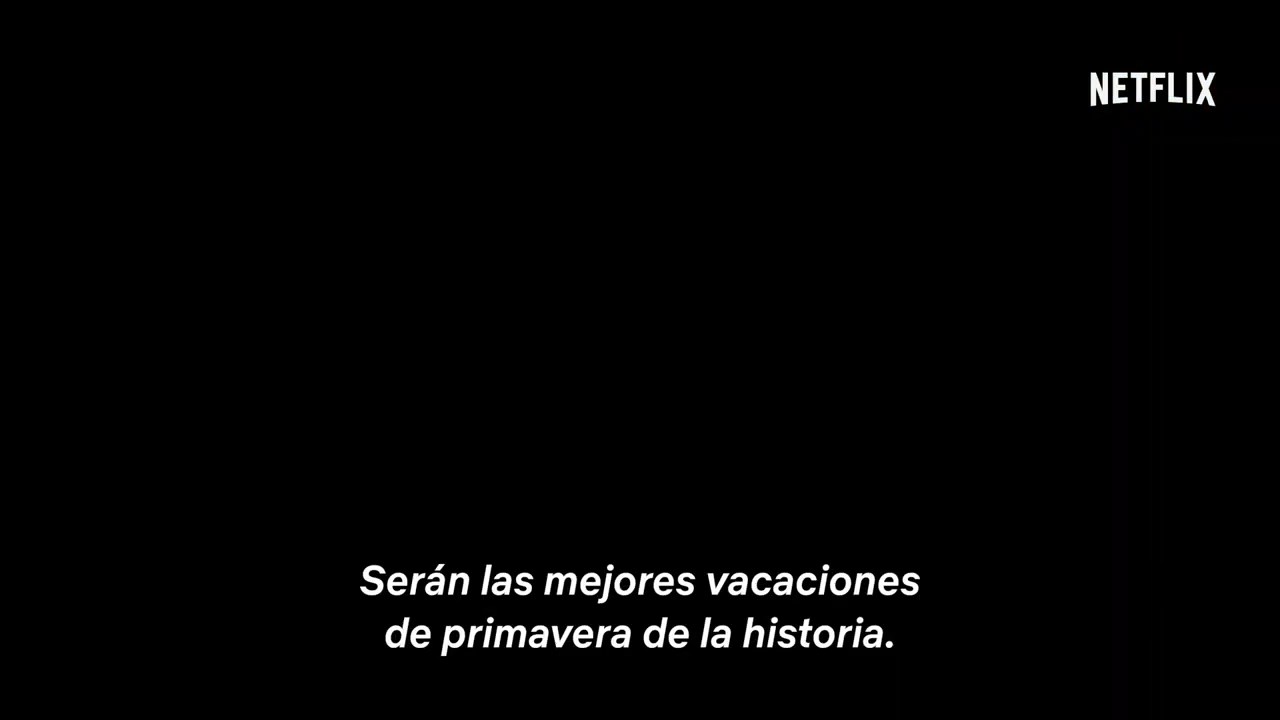 NETFLIX
Serán las mejores vacaciones
de primavera de la historia.